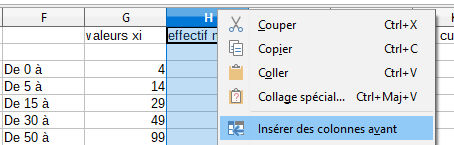 F G H
valeurs xi effectif cu
De 0 à 4
De 5 à 14
De 15 à 29
De 30 à 49
De 50 à 99
Couper Ctrl+X
Copier Ctrl+C
Coller Ctrl+V
Collage spécial... Ctrl+Maj+V
Insérer des colonnes avant